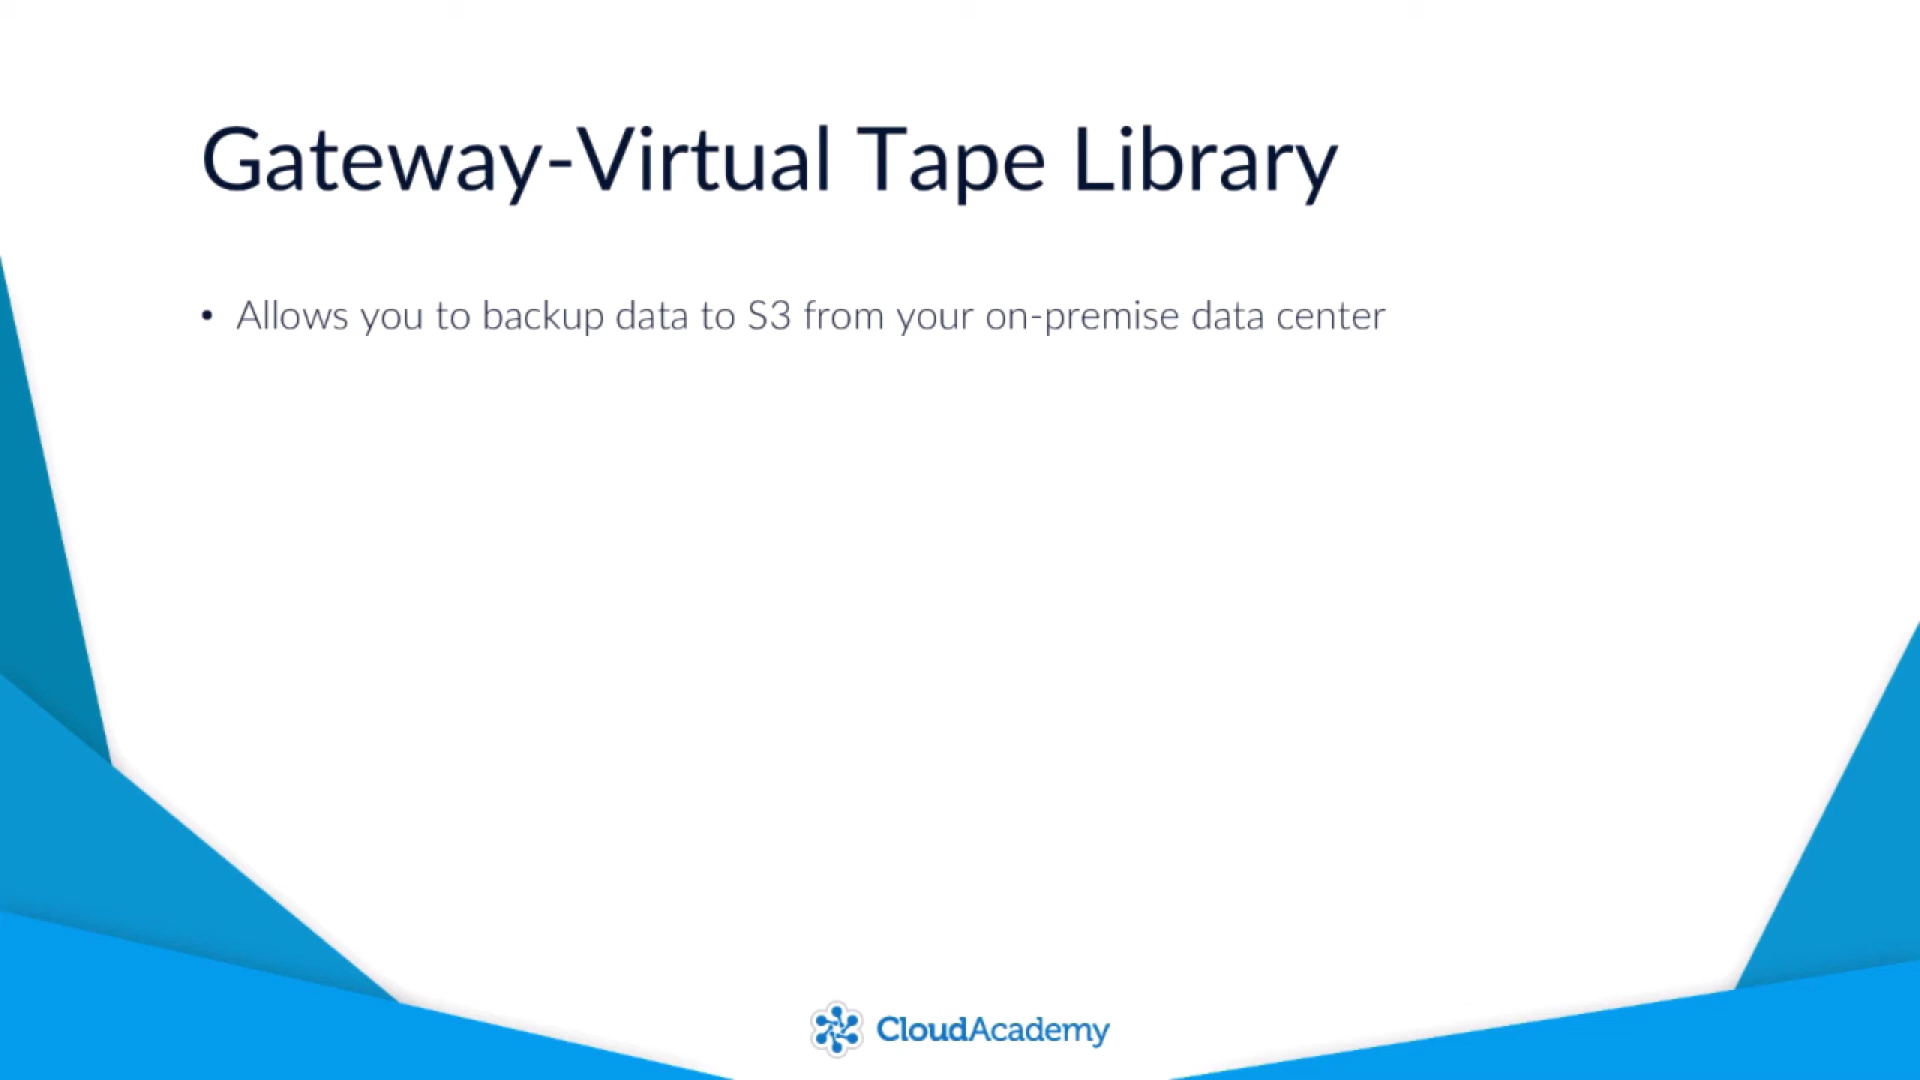 Gateway-Virtual Tape Library
• Allows you to backup data to S3 from your on-premise data center
CloudAcademy